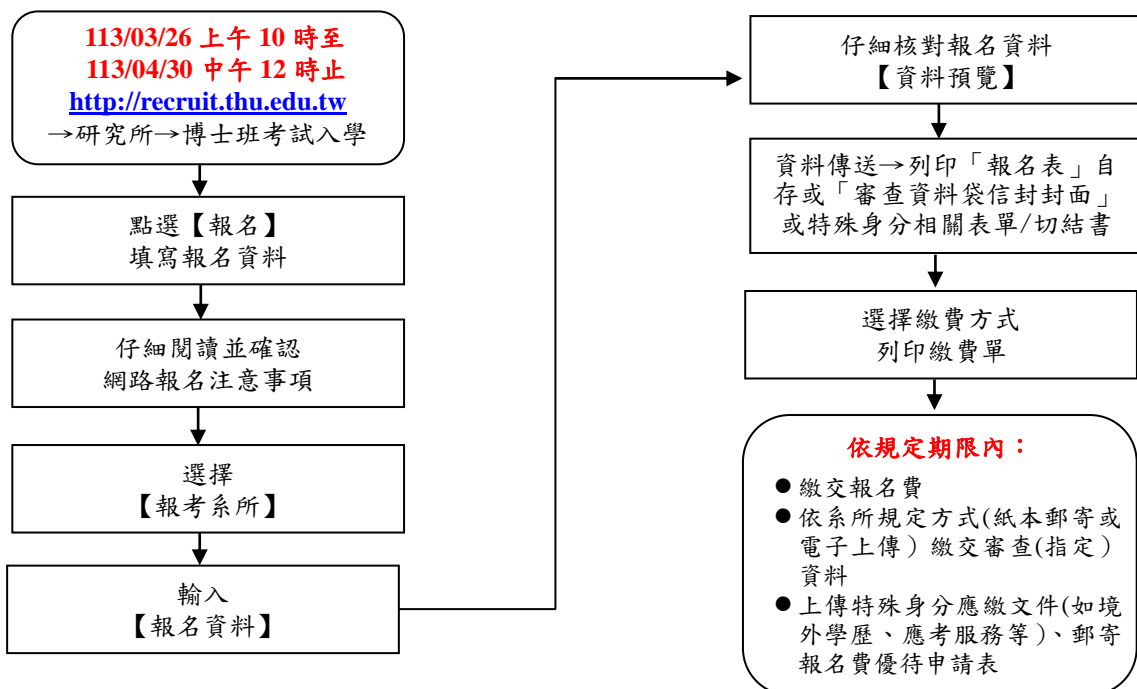 113/03/26 上午 10 時至
113/04/30 中午 12 時止
http://recruit.thu.edu.tw
→研究所→博士班考試入學
點選【報名】
填寫報名資料
仔細閱讀並確認
網路報名注意事項
選擇
【報考系所】
輸入
【報名資料】
仔細核對報名資料
【資料預覽】
資料傳送→列印「報名表」自
存或「審查資料袋信封封面」
或特殊身分相關表單/切結書
選擇繳費方式
列印繳費單
依規定期限內：
●繳交報名費
●依系所規定方式(紙本郵寄或
電子上傳）繳交審查(指定）
資料
●上傳特殊身分應繳文件(如境
外學歷、應考服務等)、郵寄
報名費優待申請表